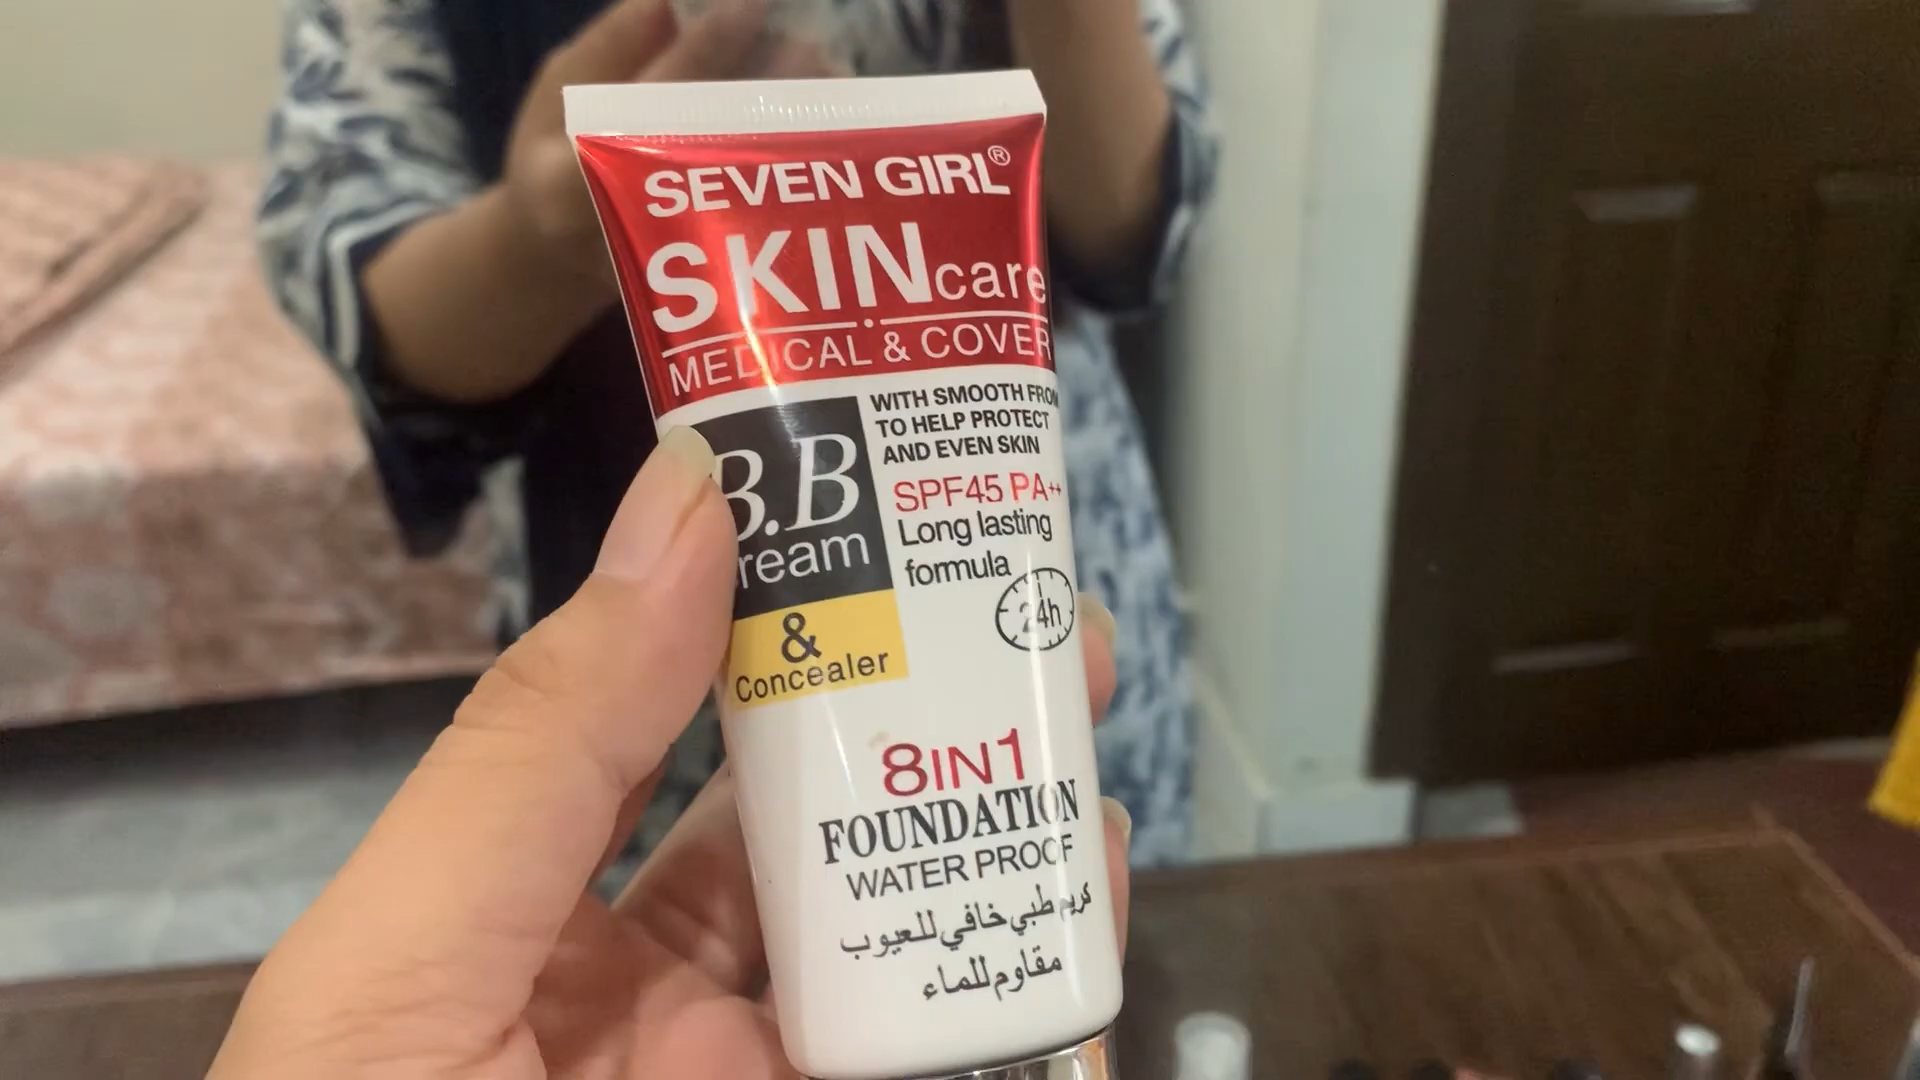 SEVEN GIRL®
SKINcare
MEDICAL & COVER
WITH SMOOTH FROM
TO HELP PROTECT
AND EVEN SKIN
SPF45 PA++
Long lasting
formula
24h
B.B
ream
&
Concealer
8IN1
FOUNDATION
WATER PROOF
كريم طبي خافي للعيوب
مقاوم للماء